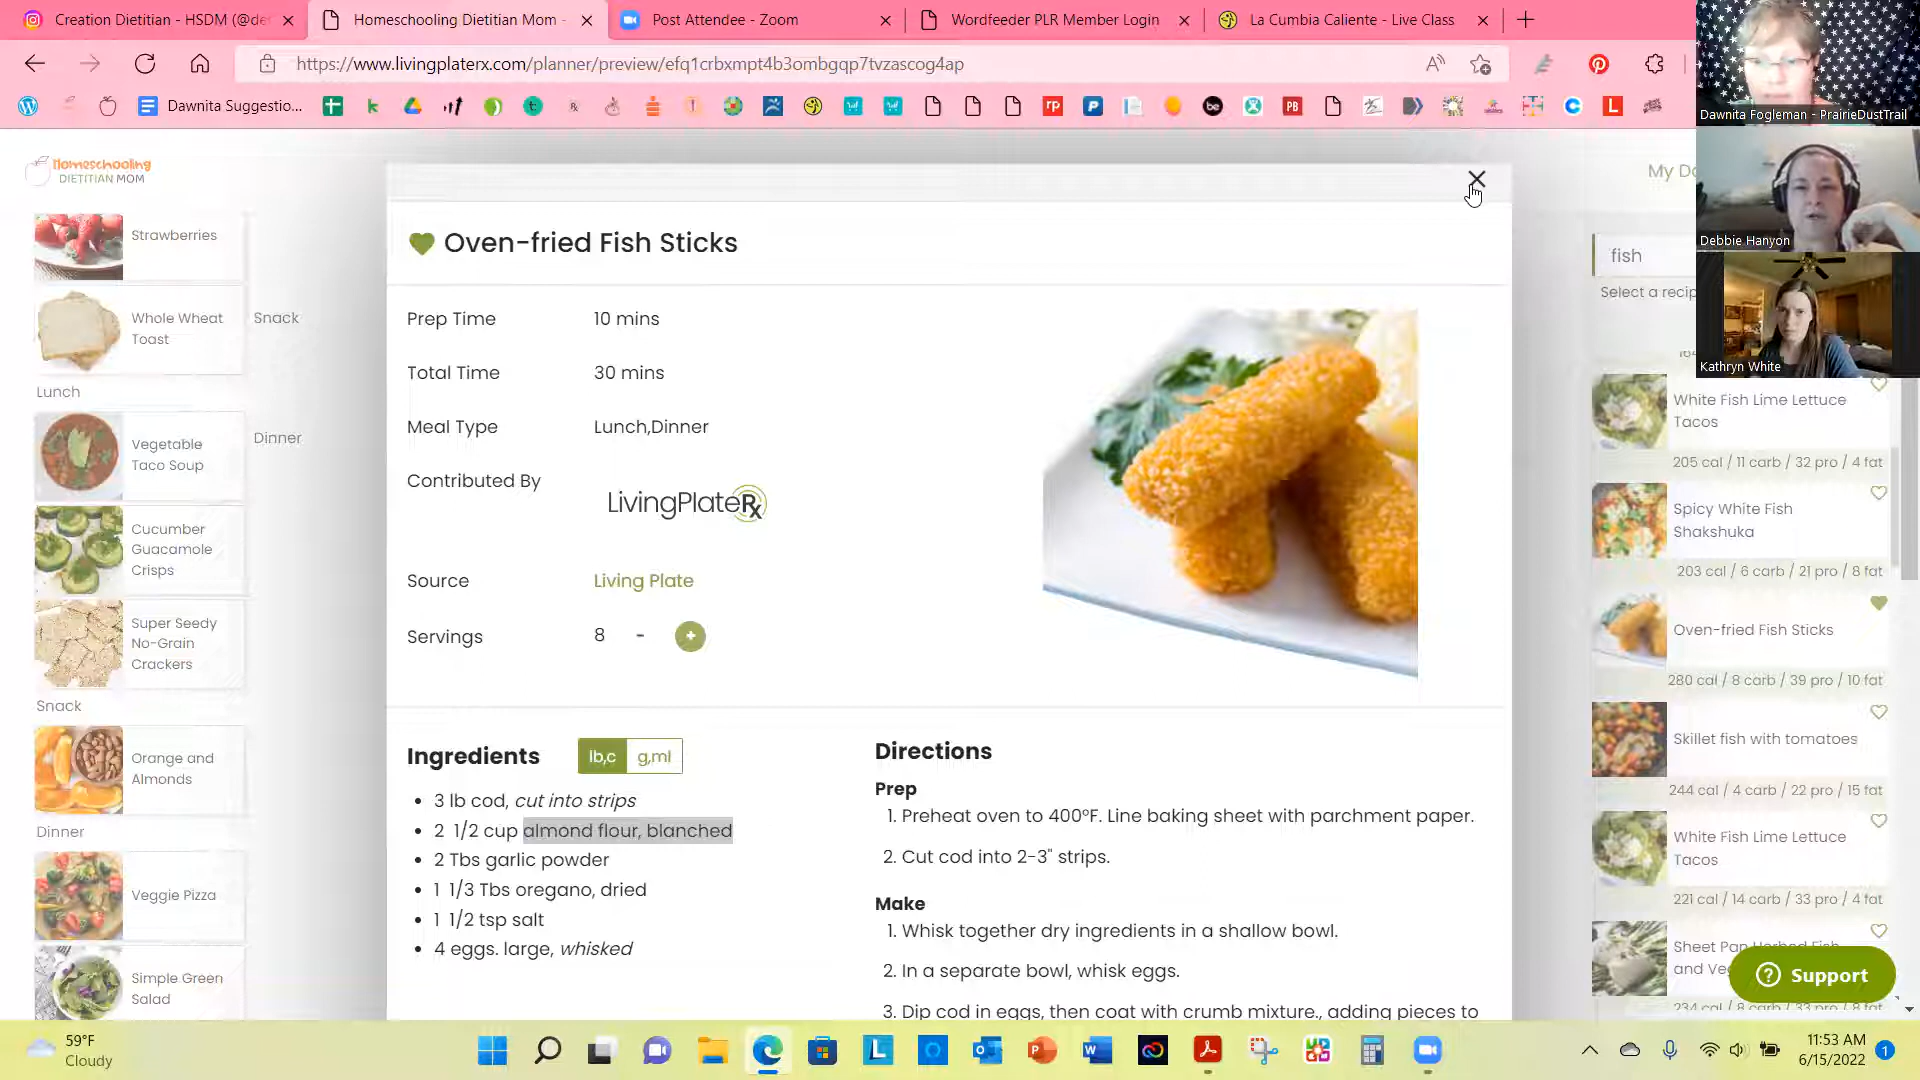 Creation Dietitian - HSDM (@de
Homeschooling Dietitian Mom -
Post Attendee - Zoom
Wordfeeder PLR Member Login
La Cumbia Caliente - Live Class
https://www.livingplaterx.com/planner/preview/efq1crbxmpt4b3ombgqp7tvzascog4ap
Dawnita Suggestio...
Dawnita Fogleman - PrairieDustTrail
Debbie Hanyon
Kathryn White
Homeschooling
DIETITIAN MOM
My Da
Strawberries
Whole Wheat
Toast
Snack
Lunch
Vegetable
Taco Soup
Dinner
Cucumber
Guacamole
Crisps
Super Seedy
No-Grain
Crackers
Snack
Orange and
Almonds
Dinner
Veggie Pizza
Simple Green
Salad
Oven-fried Fish Sticks
Prep Time 10 mins
Total Time 30 mins
Meal Type Lunch,Dinner
Contributed By LivingPlateRx
Source Living Plate
Servings 8 - +
Ingredients lb,c g,ml
3 lb cod, cut into strips
2 1/2 cup almond flour, blanched
2 Tbs garlic powder
1 1/3 Tbs oregano, dried
1 1/2 tsp salt
4 eggs. large, whisked
Directions
Prep
1. Preheat oven to 400°F. Line baking sheet with parchment paper.
2. Cut cod into 2-3" strips.
Make
1. Whisk together dry ingredients in a shallow bowl.
2. In a separate bowl, whisk eggs.
3. Dip cod in eggs, then coat with crumb mixture., adding pieces to
fish
Select a recip
White Fish Lime Lettuce
Tacos
205 cal / 11 carb / 32 pro / 4 fat
Spicy White Fish
Shakshuka
203 cal / 6 carb / 21 pro / 8 fat
Oven-fried Fish Sticks
280 cal / 8 carb / 39 pro / 10 fat
Skillet fish with tomatoes
244 cal / 4 carb / 22 pro / 15 fat
White Fish Lime Lettuce
Tacos
221 cal / 14 carb / 33 pro / 4 fat
Sheet Pan Herbed Fish
and Veg
234 cal / 8 carb / 33 pro / 8 fat
Support
59°F
Cloudy
11:53 AM
6/15/2022
1